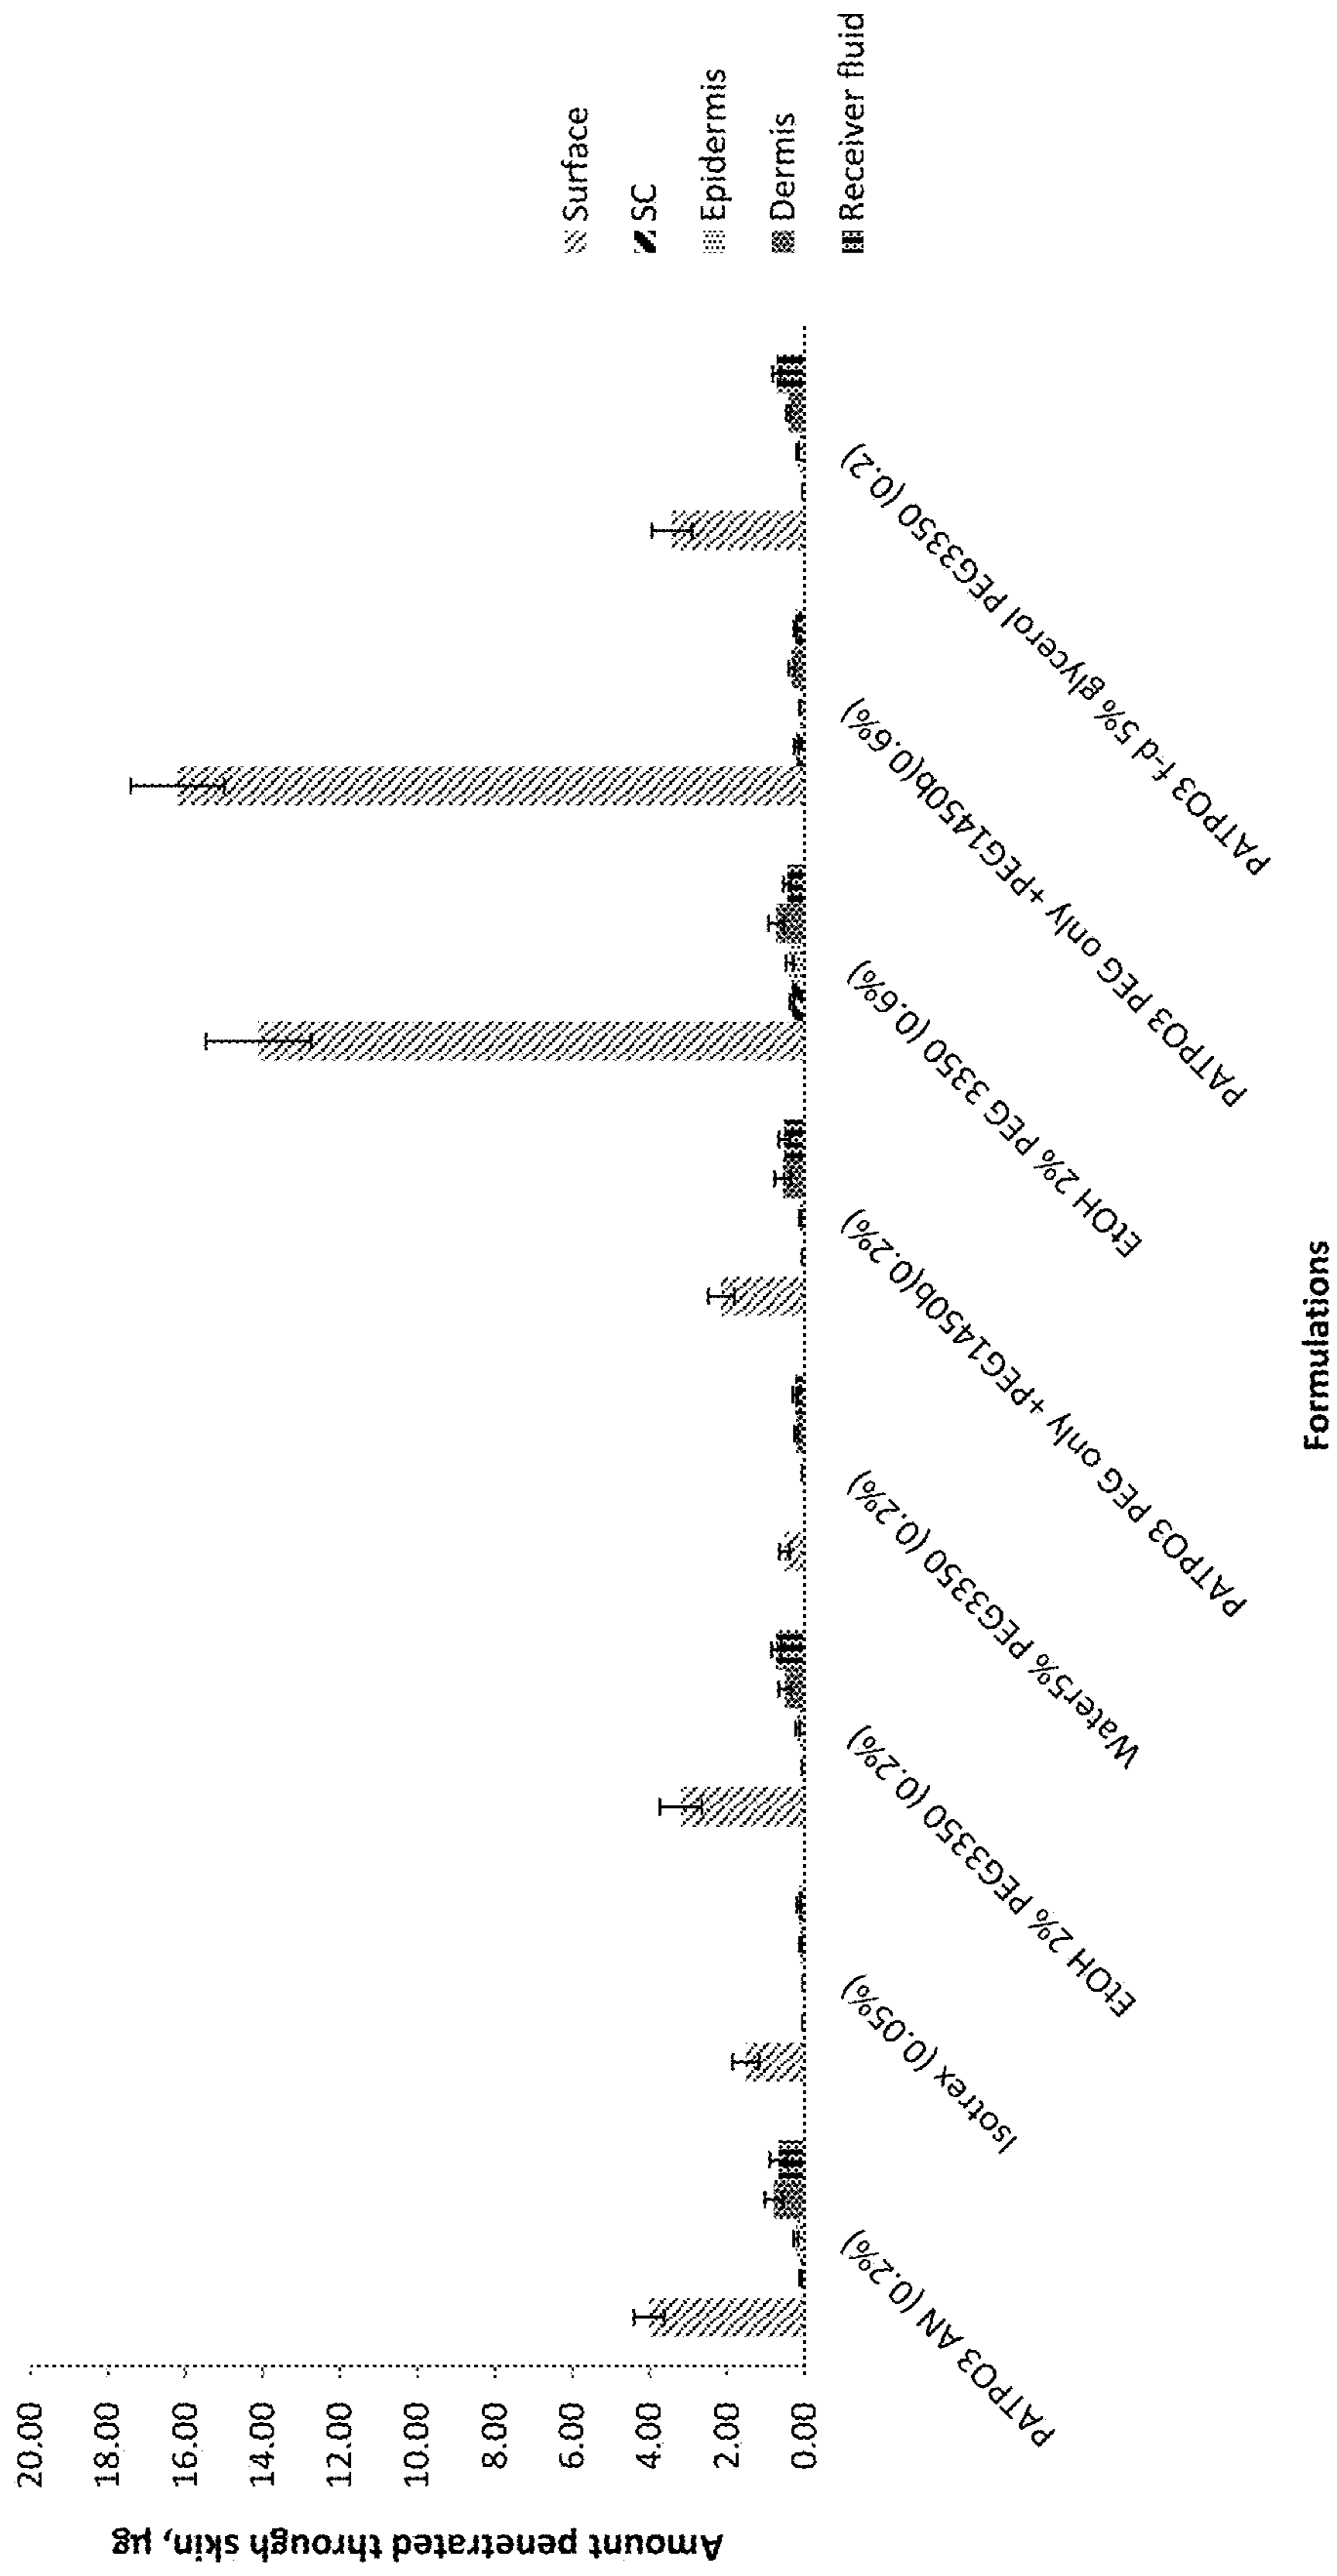 Amount penetrated through skin, µg
20.00
18.00
16.00
14.00
12.00
10.00
8.00
6.00
4.00
2.00
0.00
PATPO3 AN (0.2%)
Isotrex (0.05%)
EtOH 2% PEG3350 (0.2%)
Water5% PEG3350 (0.2%)
PATPO3 PEG only +PEG1450b(0.2%)
EtOH 2% PEG 3350 (0.6%)
PATPO3 PEG only +PEG1450b(0.6%)
PATPO3 f-d 5% glycerol PEG3350 (0.2)
Formulations
Surface
SC
Epidermis
Dermis
Receiver fluid